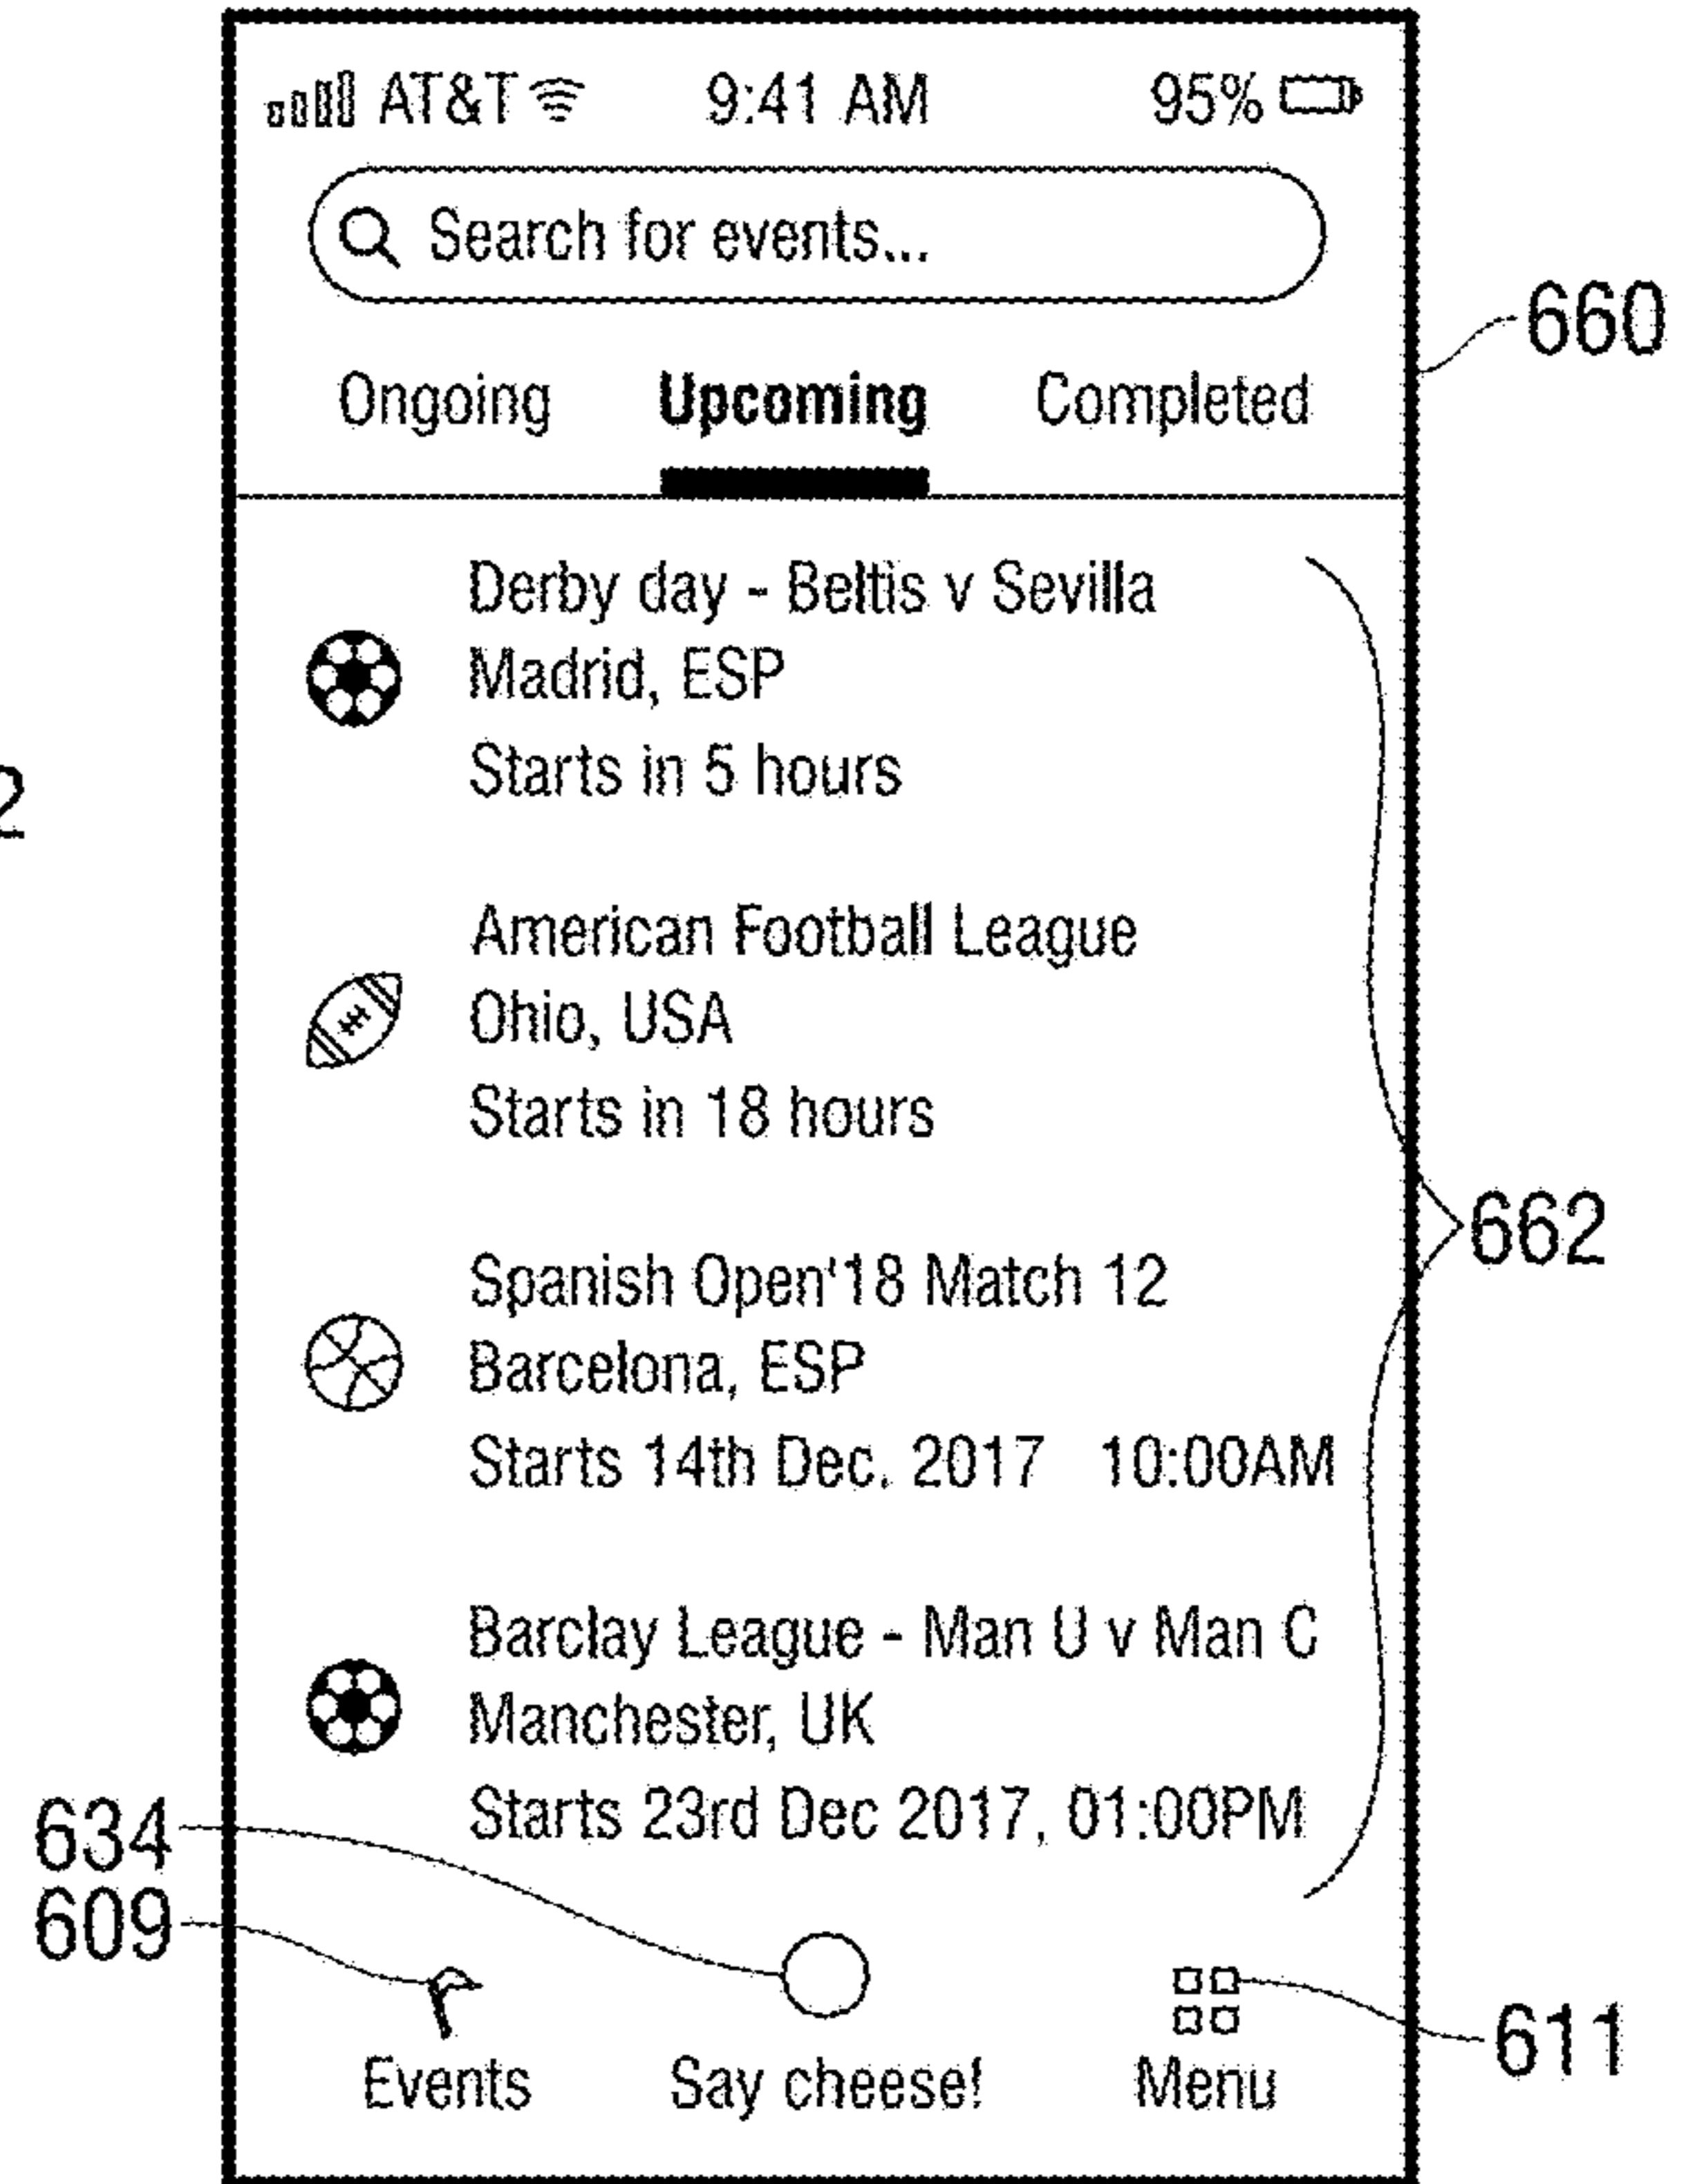 AT&T 9:41 AM 95%
Search for events...
660
Ongoing Upcoming Completed
Derby day - Beltis v Sevilla
Madrid, ESP
Starts in 5 hours
2
American Football League
Ohio, USA
Starts in 18 hours
662
Spanish Open'18 Match 12
Barcelona, ESP
Starts 14th Dec. 2017 10:00AM
Barclay League - Man U v Man C
Manchester, UK
Starts 23rd Dec 2017, 01:00PM
634
609
611
Events Say cheese! Menu